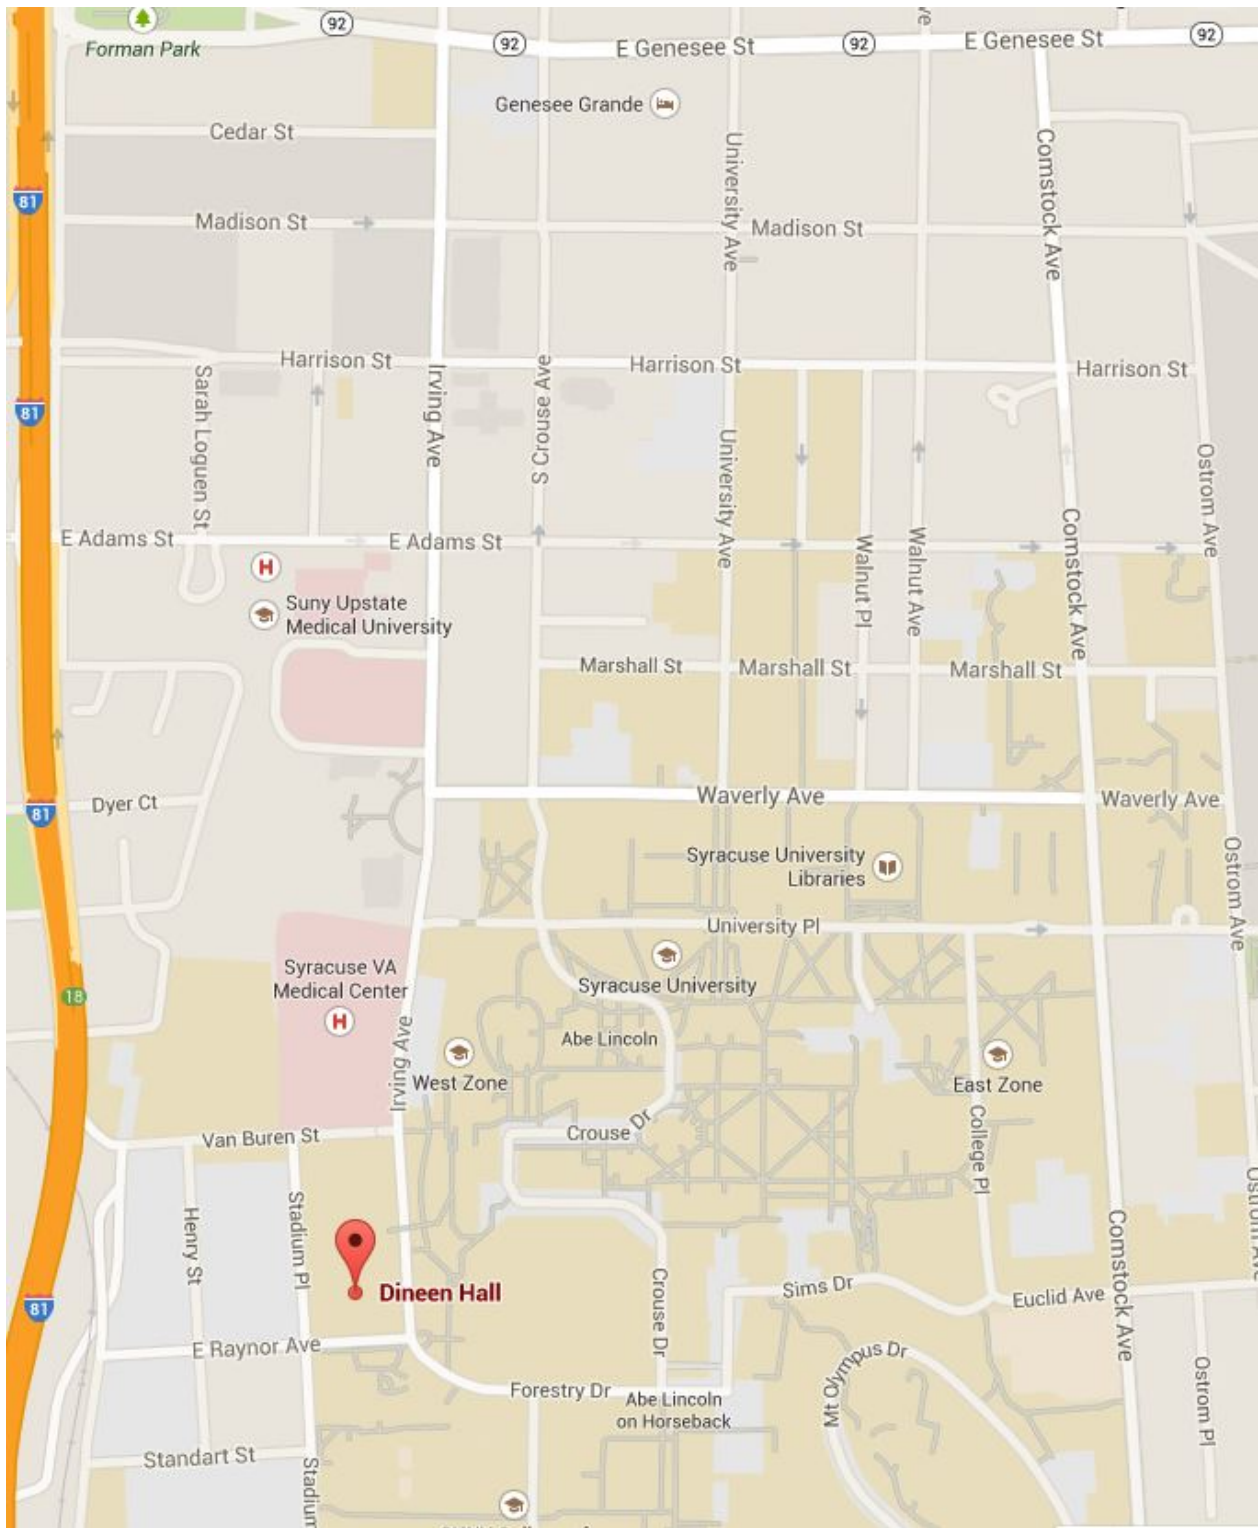 92
Forman Park
92
E Genesee St
92
E Genesee St
92
Genesee Grande
Cedar St
University Ave
Comstock Ave
81
Madison St
Madison St
Harrison St
Harrison St
Harrison St
Sarah Loguen St
Irving Ave
S Crouse Ave
81
University Ave
Ostrom Ave
E Adams St
E Adams St
Walnut Pl
Walnut Ave
Comstock Ave
H
Suny Upstate
Medical University
Marshall St
Marshall St
Marshall St
81
Dyer Ct
Waverly Ave
Waverly Ave
Syracuse University
Libraries
Ostrom Ave
University Pl
Syracuse VA
Medical Center
H
18
Syracuse University
Abe Lincoln
Irving Ave
West Zone
East Zone
Van Buren St
Crouse Dr
College Pl
Henry St
Stadium Pl
Dineen Hall
Comstock Ave
81
Crouse Dr
Sims Dr
Euclid Ave
E Raynor Ave
Mt Olympus Dr
Forestry Dr
Abe Lincoln
on Horseback
Ostrom Pl
Standart St
Stadium